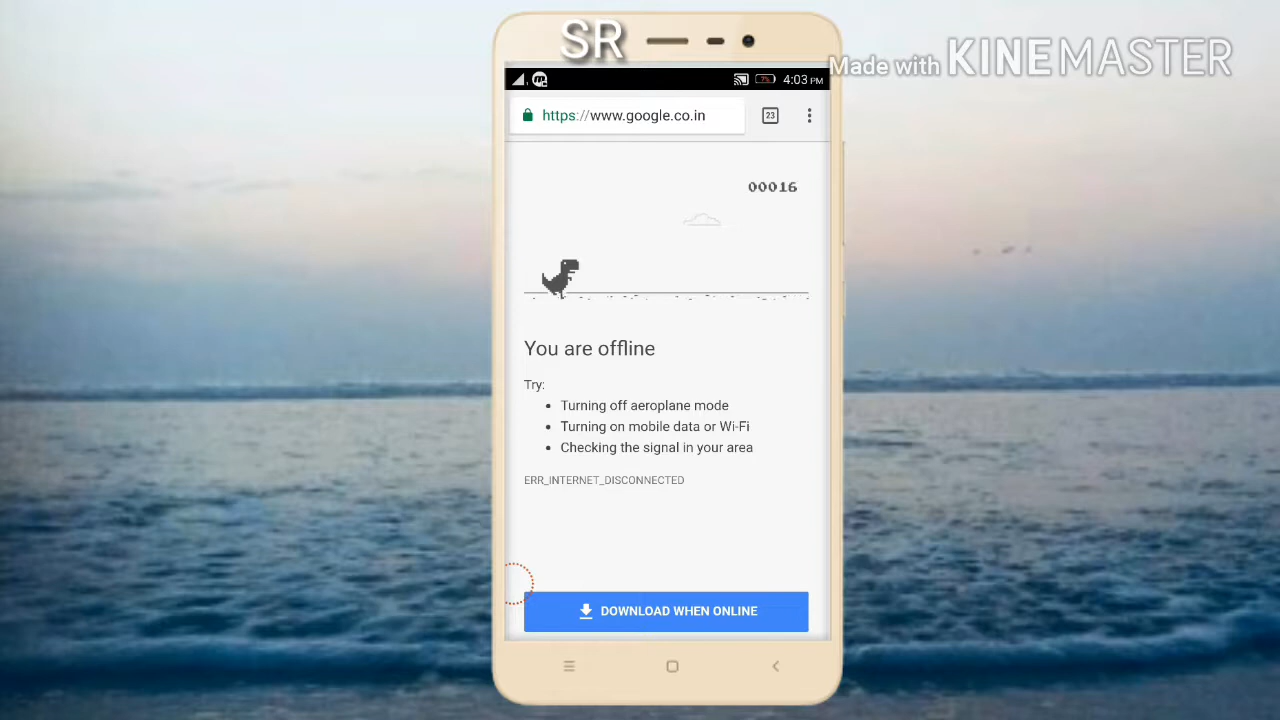 SR
Made with KINEMASTER
7% 4:03 PM
https://www.google.co.in 23
00016
You are offline
Try:
• Turning off aeroplane mode
• Turning on mobile data or Wi-Fi
• Checking the signal in your area
ERR_INTERNET_DISCONNECTED
DOWNLOAD WHEN ONLINE